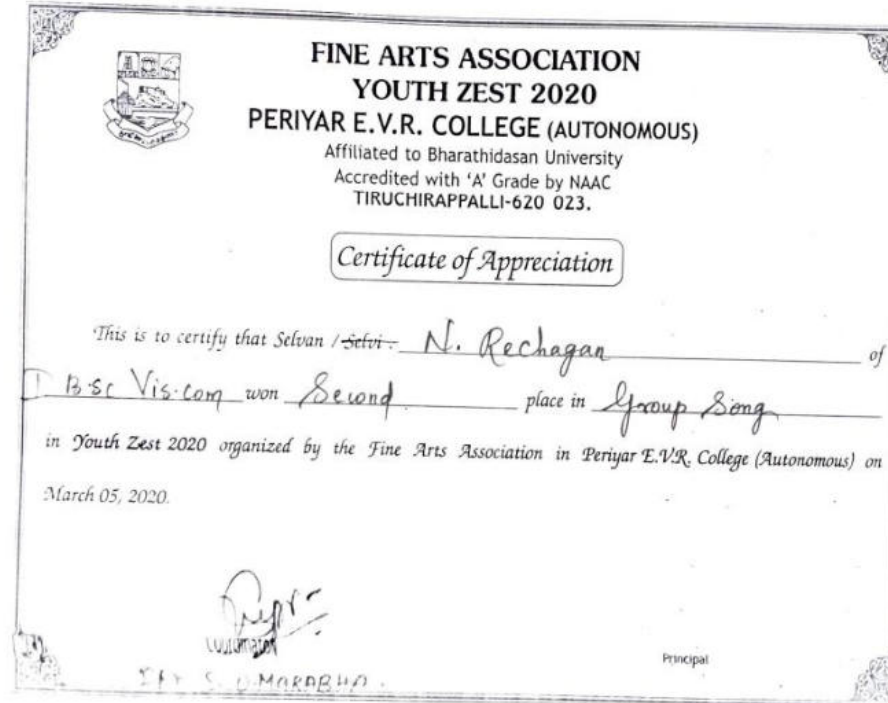 FINE ARTS ASSOCIATION
YOUTH ZEST 2020
PERIYAR E.V.R. COLLEGE (AUTONOMOUS)
Affiliated to Bharathidasan University
Accredited with ‘A’ Grade by NAAC
TIRUCHIRAPPALLI-620 023.
Certificate of Appreciation
This is to certify that Selvan / Selvi. N. Rechagan of
I B.Sc Vis.com won Second place in Group Song
in Youth Zest 2020 organized by the Fine Arts Association in Periyar E.V.R. College (Autonomous) on
March 05, 2020.
Coordinator
Principal